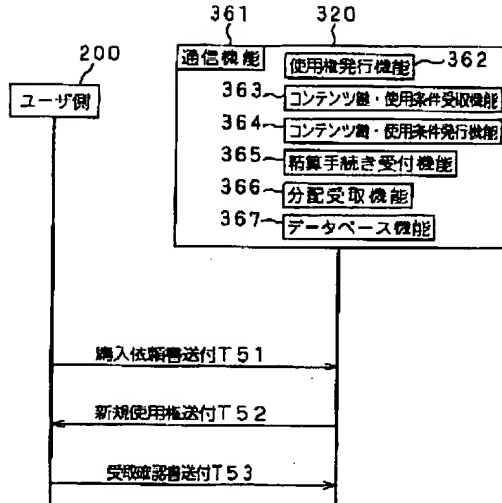 361
320
200
通信機能
使用権発行機能
362
ユーザ側
363
コンテンツ鍵・使用条件受取機能
364
コンテンツ鍵・使用条件発行機能
365
精算手続き受付機能
366
分配受取機能
367
データベース機能
購入依頼書送付T51
新規使用権送付T52
受取確認書送付T53